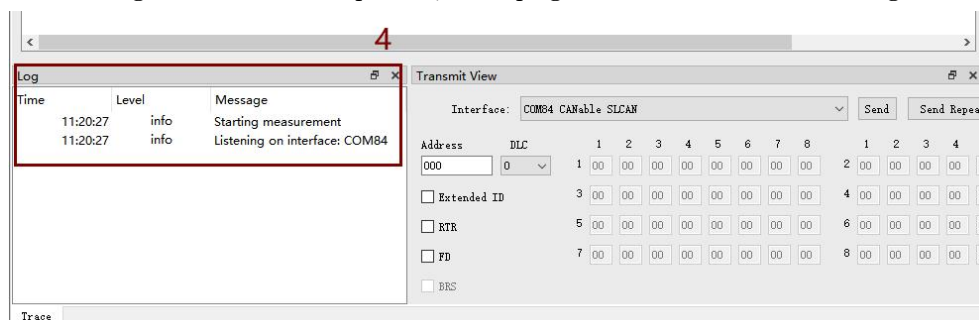 4
Log
Time Level Message
11:20:27 info Starting measurement
11:20:27 info Listening on interface: COM84
Transmit View
Interface: COM84 CANable SLCAN Send Send Repea
Address DLC 1 2 3 4 5 6 7 8 1 2 3 4
000 0 1 00 00 00 00 00 00 00 00 2 00 00 00 00
Extended ID 3 00 00 00 00 00 00 00 00 4 00 00 00 00
RTR 5 00 00 00 00 00 00 00 00 6 00 00 00 00
FD 7 00 00 00 00 00 00 00 00 8 00 00 00 00
BRS
Trace